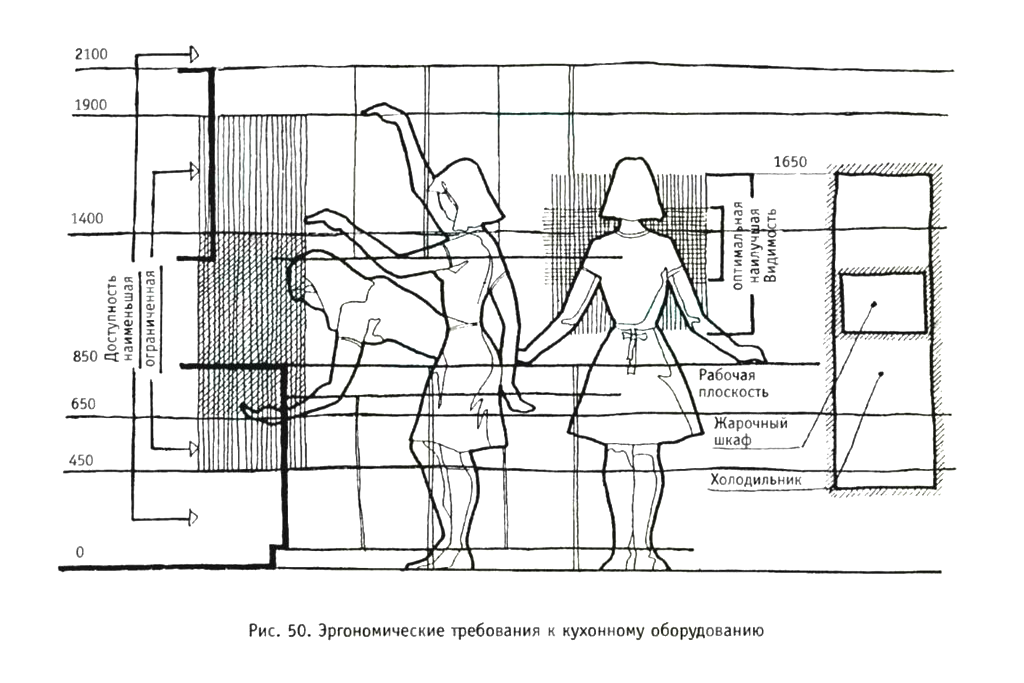 2100
1900
1650
1400
850
650
450
0
Доступность
наименьшая
ограниченная
оптимальная
наилучшая
Видимость
Рабочая
плоскость
Жарочный
шкаф
Холодильник
Рис. 50. Эргономические требования к кухонному оборудованию